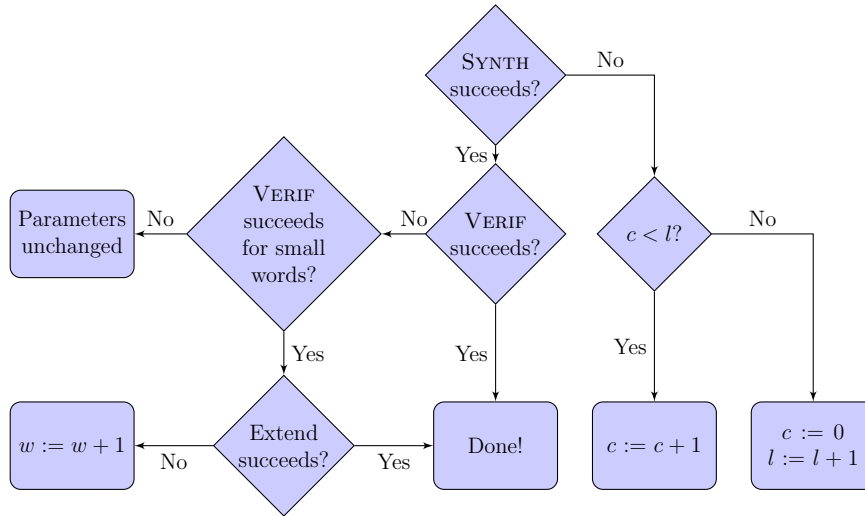 SYNTH
succeeds?
No
Yes
VERIF
succeeds
for small
words?
Parameters
unchanged
No
No
VERIF
succeeds?
c < l?
No
Yes
Yes
Yes
w := w + 1
No
Extend
succeeds?
Yes
Done!
c := c + 1
c := 0
l := l + 1